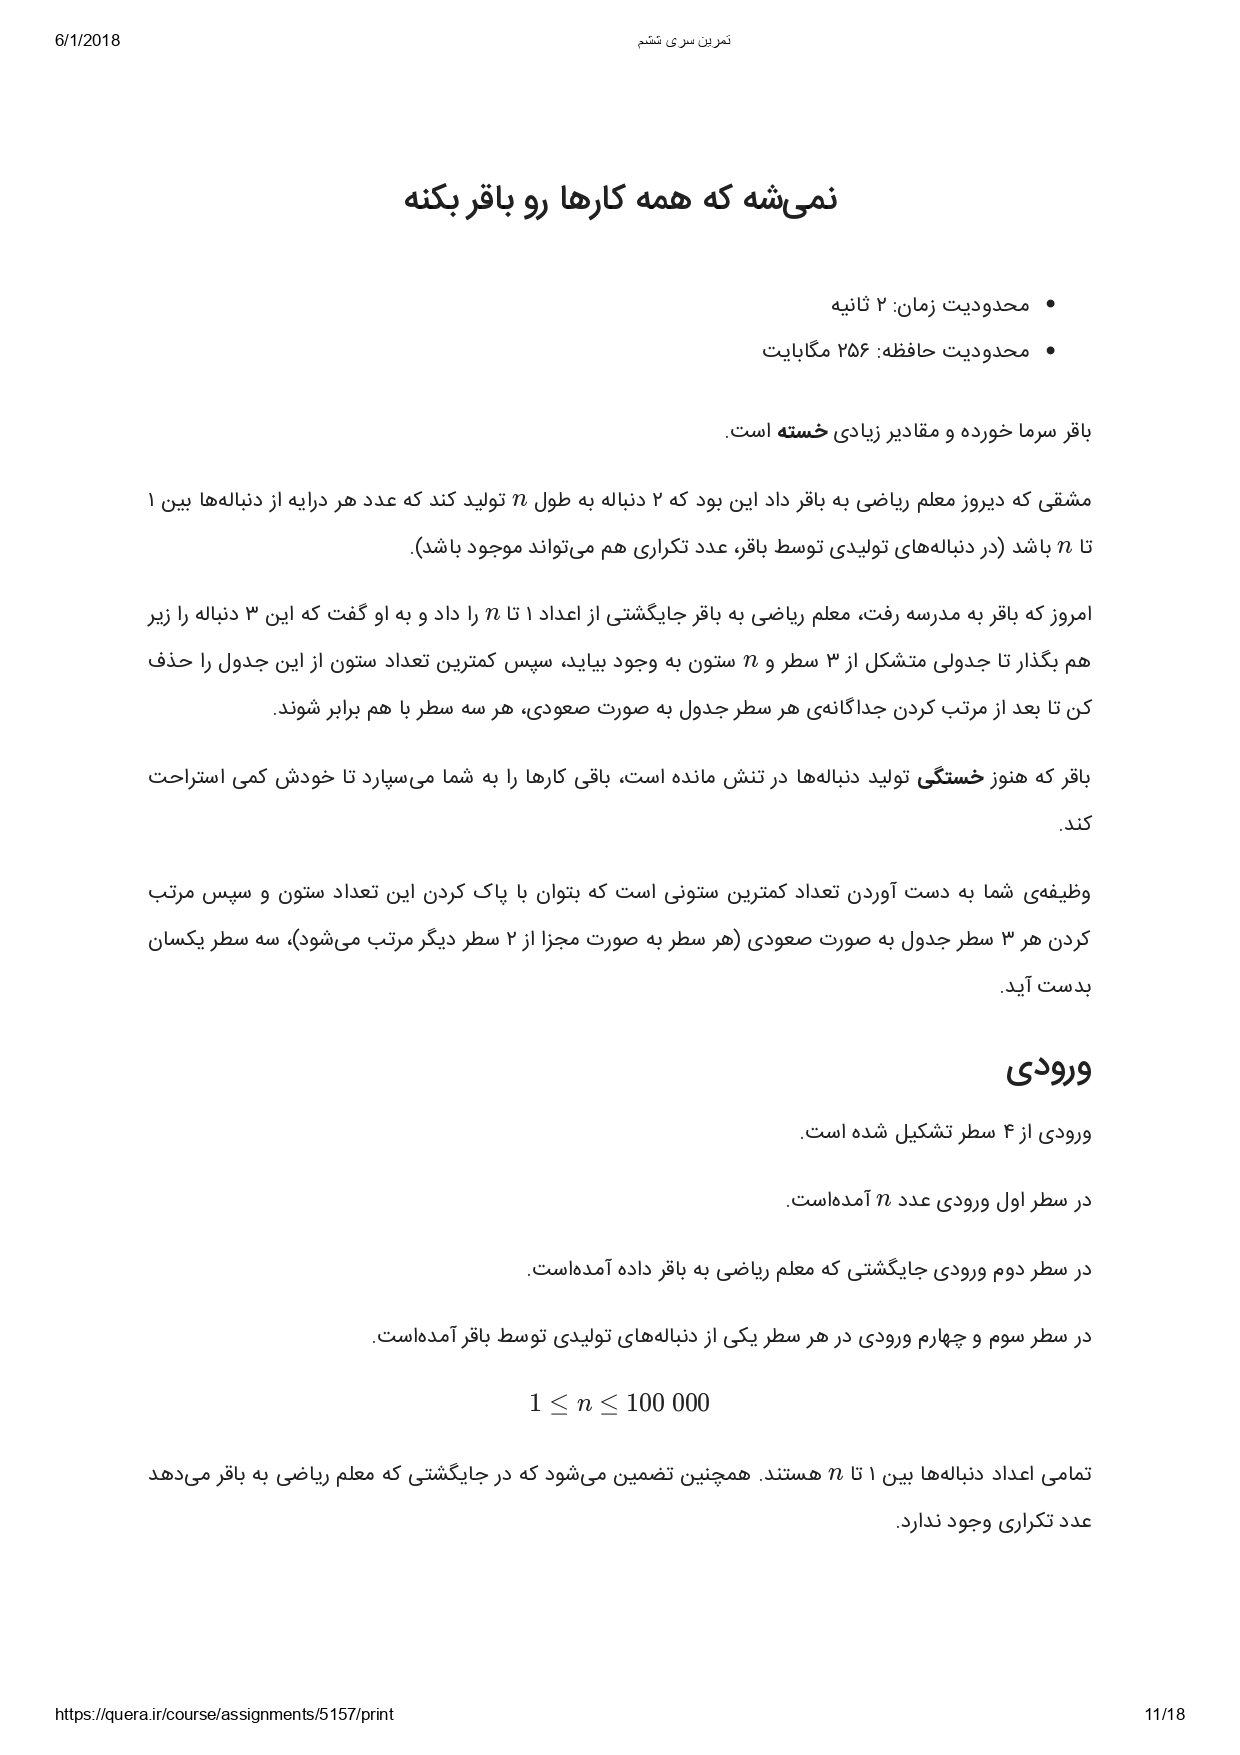 6/1/2018
تمرین سری ششم
نمی‌شه که همه کارها رو باقر بکنه
• محدودیت زمان: ۲ ثانیه
• محدودیت حافظه: ۲۵۶ مگابایت
باقر سرما خورده و مقادیر زیادی خسته است.
مشقی که دیروز معلم ریاضی به باقر داد این بود که ۲ دنباله به طول n تولید کند که عدد هر درایه از دنباله‌ها بین ۱
تا n باشد (در دنباله‌های تولیدی توسط باقر، عدد تکراری هم می‌تواند موجود باشد).
امروز که باقر به مدرسه رفت، معلم ریاضی به باقر جایگشتی از اعداد ۱ تا n را داد و به او گفت که این ۳ دنباله را زیر
هم بگذار تا جدولی متشکل از ۳ سطر و n ستون به وجود بیاید، سپس کمترین تعداد ستون از این جدول را حذف
کن تا بعد از مرتب کردن جداگانه‌ی هر سطر جدول به صورت صعودی، هر سه سطر با هم برابر شوند.
باقر که هنوز خستگی تولید دنباله‌ها در تنش مانده است، باقی کارها را به شما می‌سپارد تا خودش کمی استراحت
کند.
وظیفه‌ی شما به دست آوردن تعداد کمترین ستونی است که بتوان با پاک کردن این تعداد ستون و سپس مرتب
کردن هر ۳ سطر جدول به صورت صعودی (هر سطر به صورت مجزا از ۲ سطر دیگر مرتب می‌شود)، سه سطر یکسان
بدست آید.
ورودی
ورودی از ۴ سطر تشکیل شده است.
در سطر اول ورودی عدد n آمده‌است.
در سطر دوم ورودی جایگشتی که معلم ریاضی به باقر داده آمده‌است.
در سطر سوم و چهارم ورودی در هر سطر یکی از دنباله‌های تولیدی توسط باقر آمده‌است.
1 ≤ n ≤ 100 000
تمامی اعداد دنباله‌ها بین ۱ تا n هستند. همچنین تضمین می‌شود که در جایگشتی که معلم ریاضی به باقر می‌دهد
عدد تکراری وجود ندارد.
https://quera.ir/course/assignments/5157/print
11/18